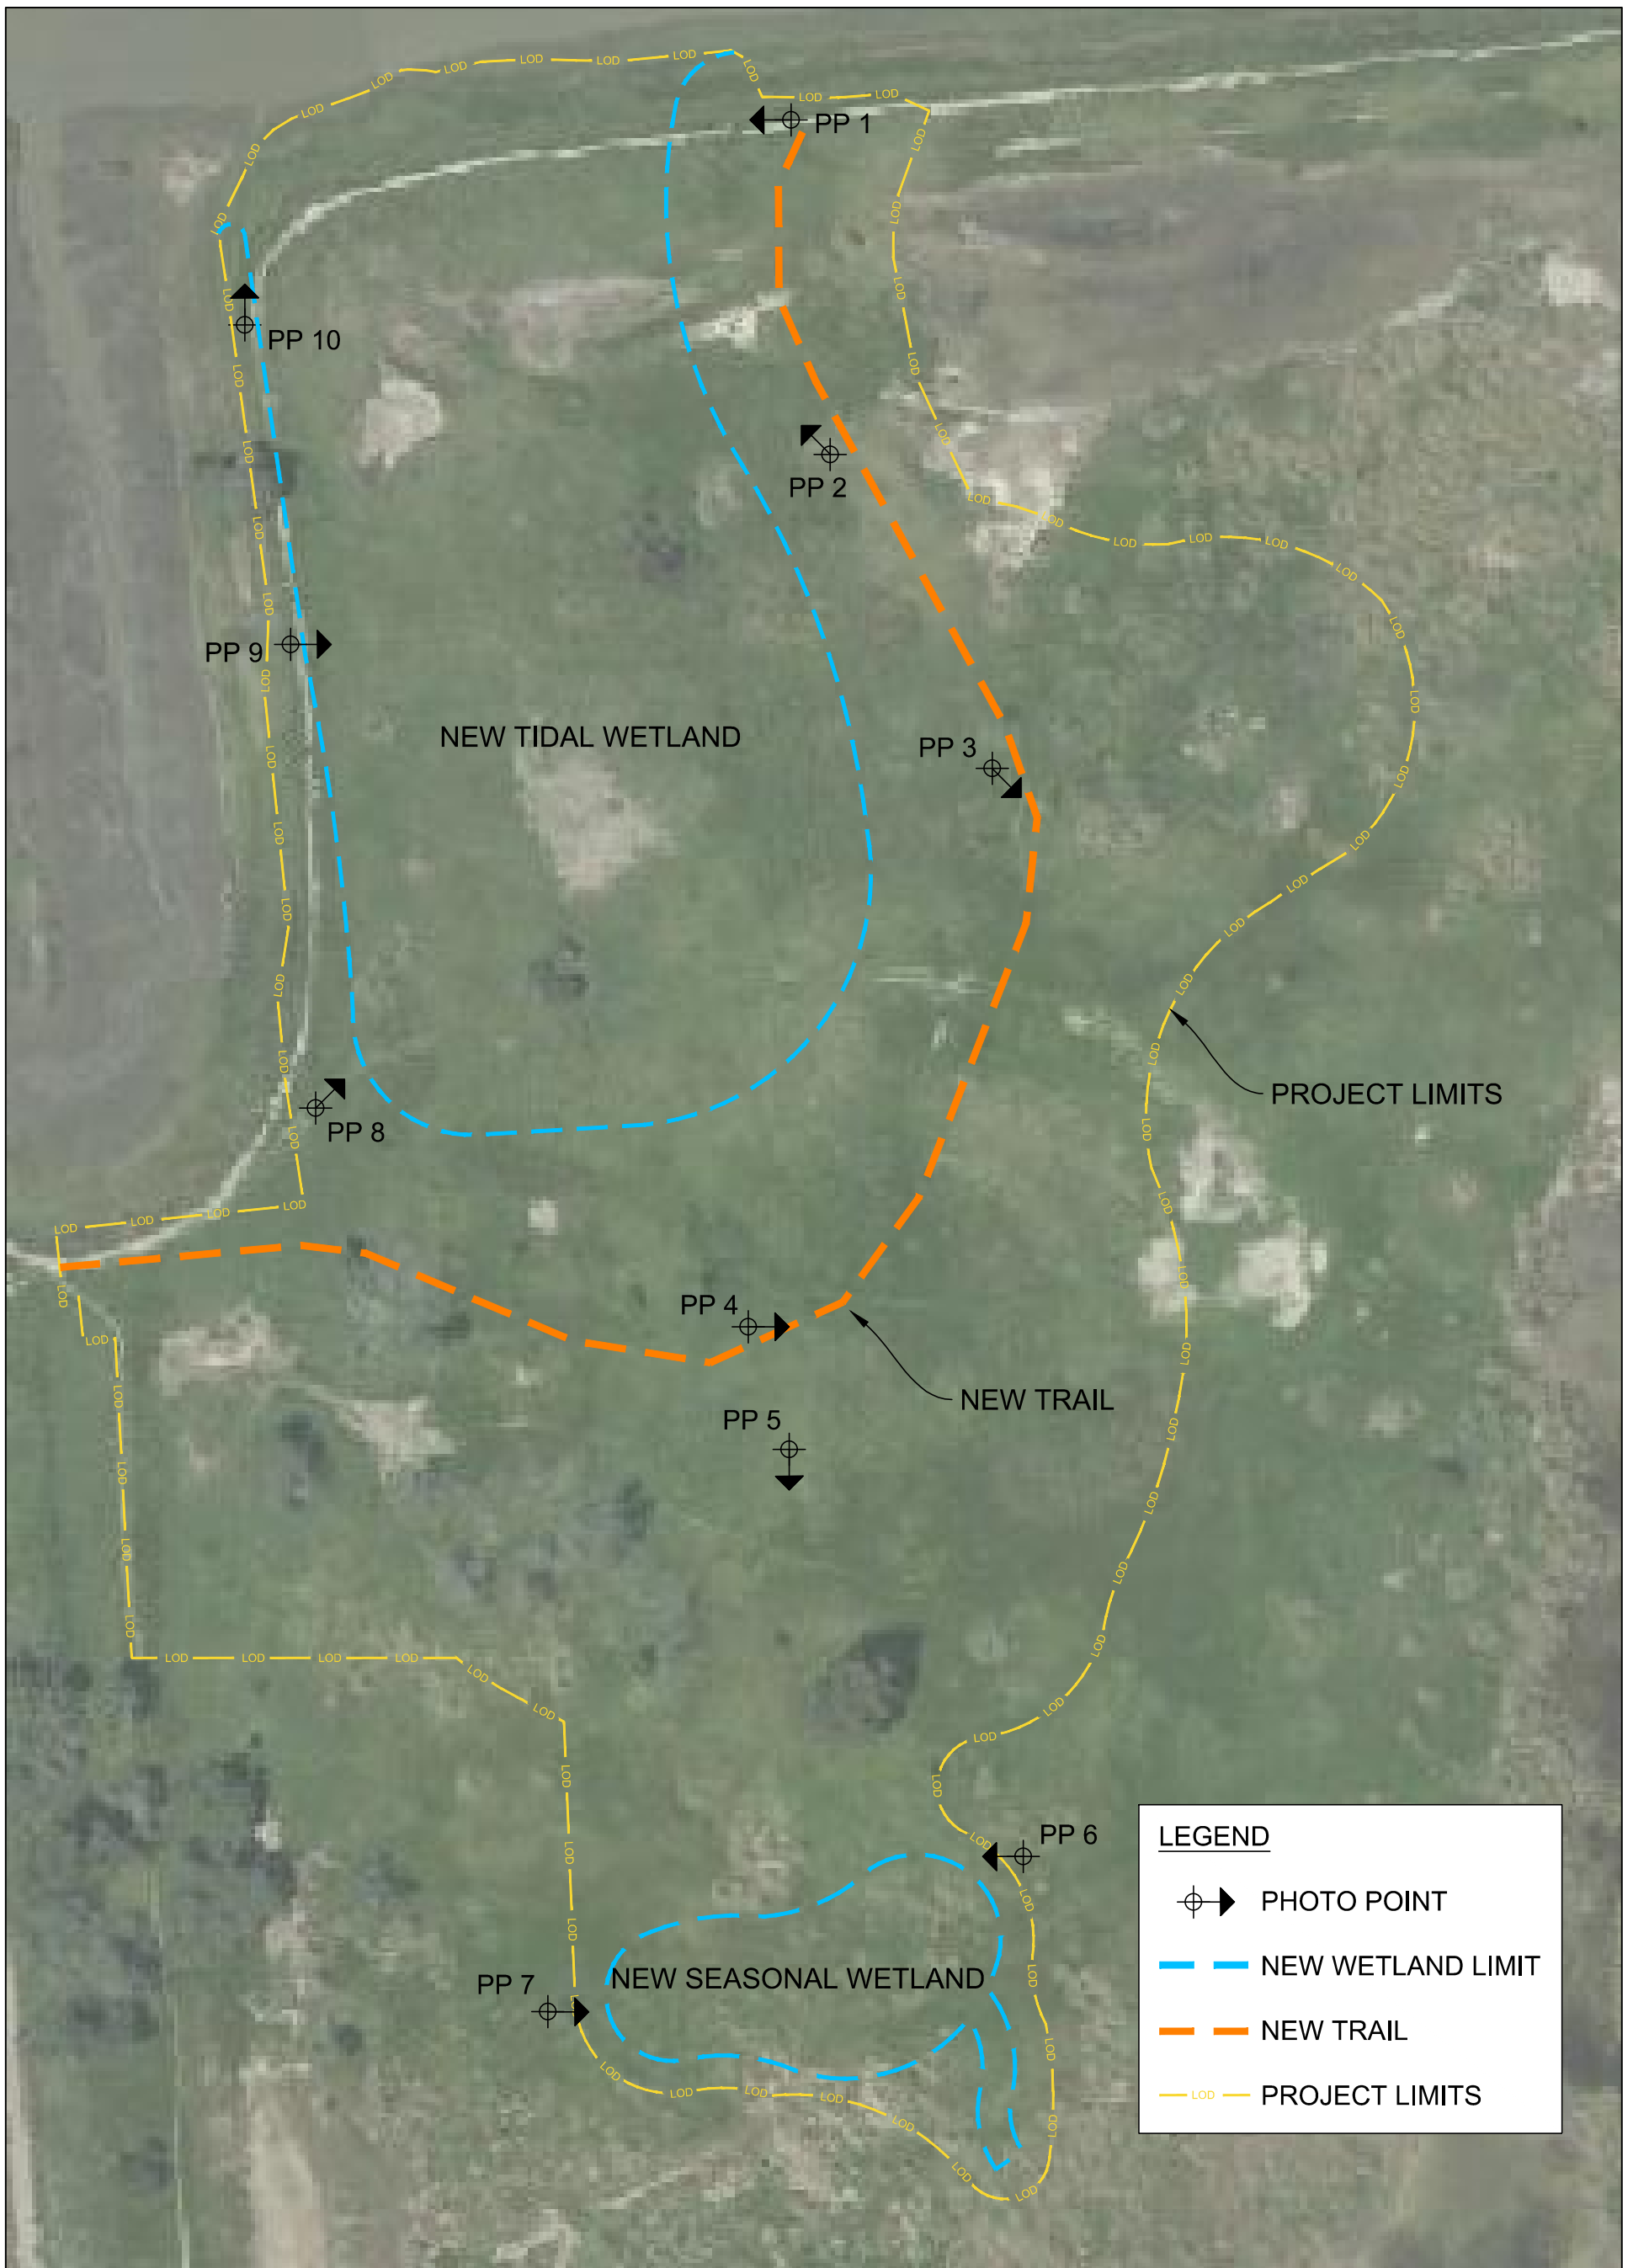 PP 1
PP 10
PP 2
PP 9
NEW TIDAL WETLAND
PP 3
PROJECT LIMITS
PP 8
PP 4
NEW TRAIL
PP 5
PP 6
PP 7
NEW SEASONAL WETLAND
LEGEND
PHOTO POINT
NEW WETLAND LIMIT
NEW TRAIL
LOD
PROJECT LIMITS